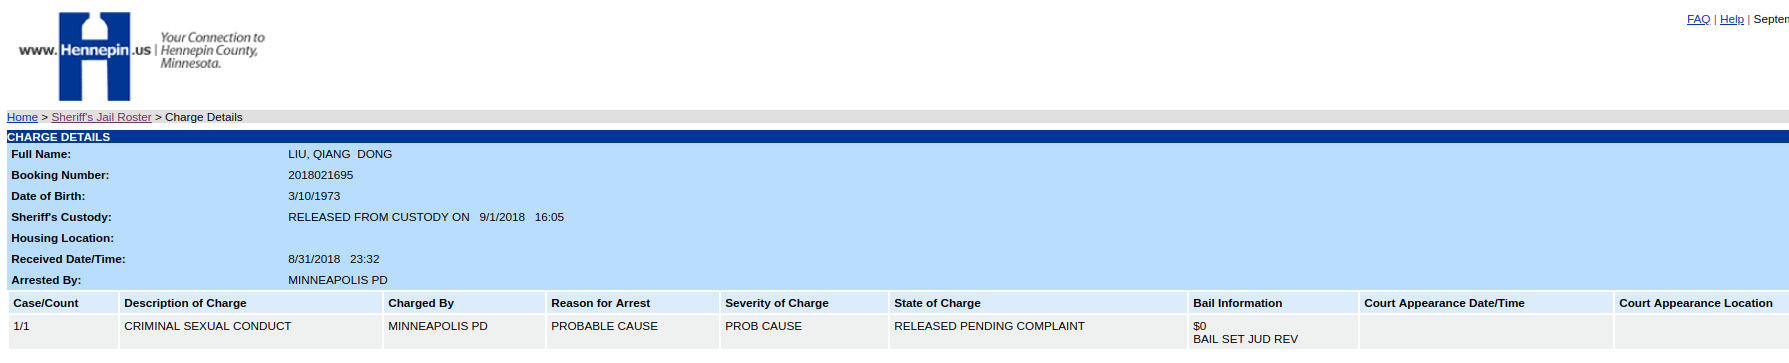 FAQ | Help |
www.Hennepin.us
Your Connection to
Hennepin County,
Minnesota.
Home > Sheriff's Jail Roster > Charge Details
CHARGE DETAILS
Full Name: LIU, QIANG DONG
Booking Number: 2018021695
Date of Birth: 3/10/1973
Sheriff's Custody: RELEASED FROM CUSTODY ON 9/1/2018 16:05
Housing Location:
Received Date/Time: 8/31/2018 23:32
Arrested By: MINNEAPOLIS PD
Case/Count Description of Charge Charged By Reason for Arrest Severity of Charge State of Charge Bail Information Court Appearance Date/Time Court Appearance Location
1/1 CRIMINAL SEXUAL CONDUCT MINNEAPOLIS PD PROBABLE CAUSE PROB CAUSE RELEASED PENDING COMPLAINT $0
BAIL SET JUD REV